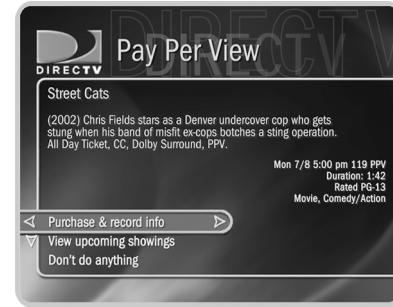 DIRECTV
Pay Per View
DIRECTV
Street Cats
(2002) Chris Fields stars as a Denver undercover cop who gets
stung when his band of misfit ex-cops botches a sting operation.
All Day Ticket, CC, Dolby Surround, PPV.
Mon 7/8 5:00 pm 119 PPV
Duration: 1:42
Rated PG-13
Movie, Comedy/Action
Purchase & record info
View upcoming showings
Don't do anything